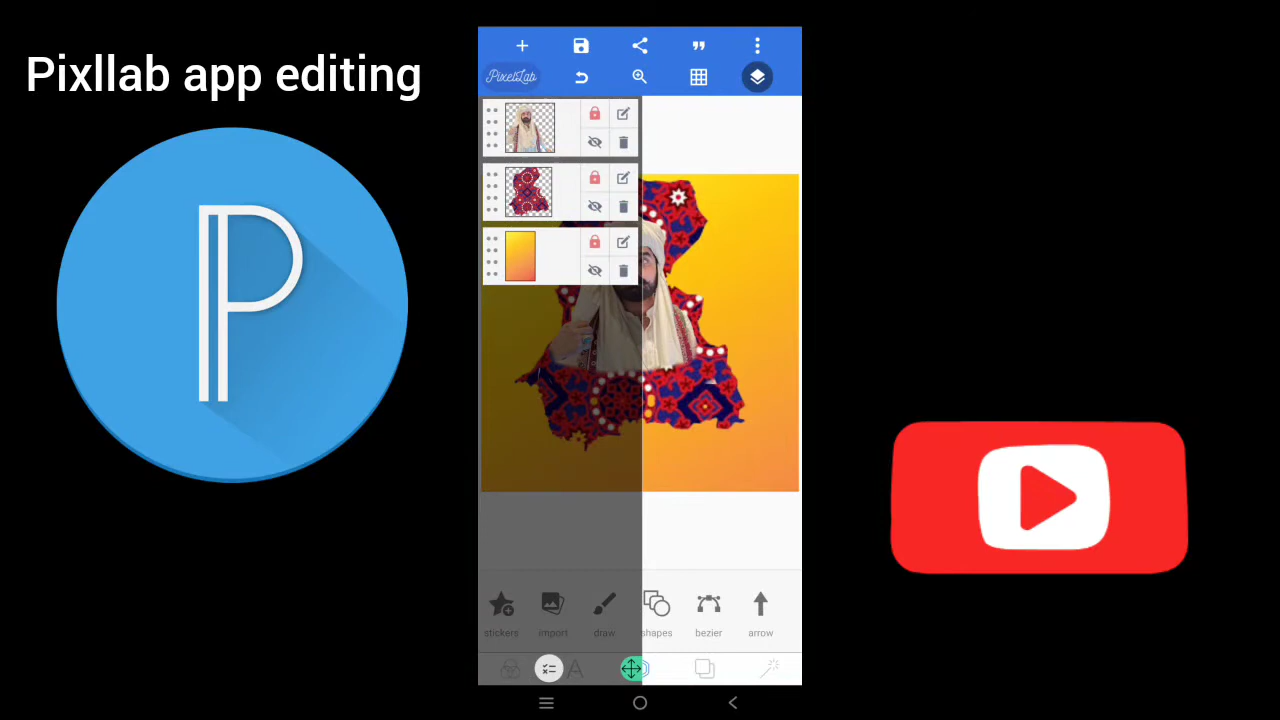 Pixllab app editing
PixelLab
stickers
import
draw
shapes
bezier
arrow